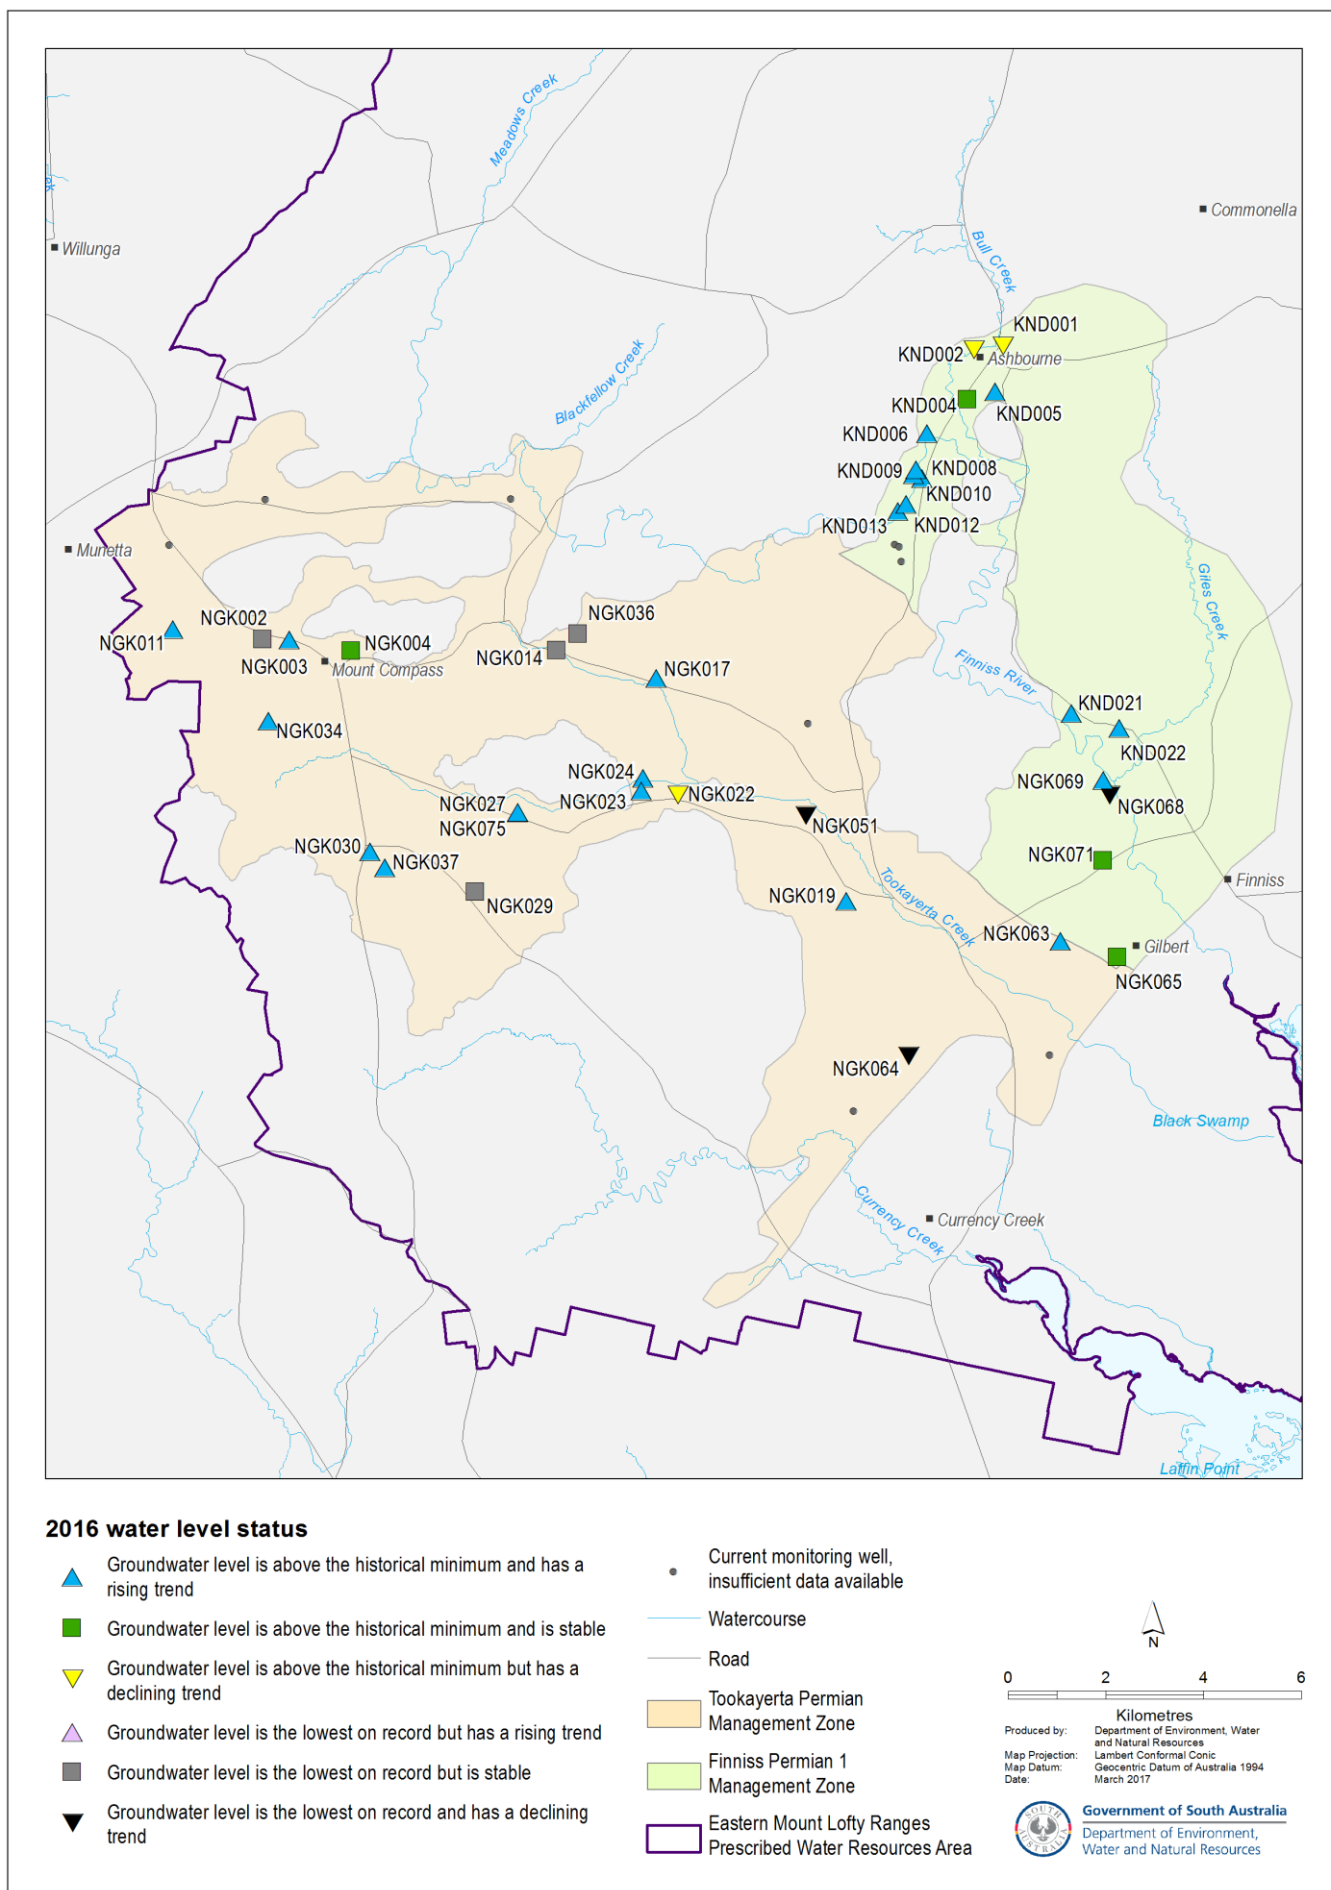 Meadows Creek
Commonella
Willunga
Bull Creek
KND001
KND002
Ashbourne
Blackfellow Creek
KND004
KND005
KND006
KND009
KND008
KND010
KND013
KND012
Munetta
Giles Creek
NGK002
NGK036
NGK011
NGK004
NGK003
Mount Compass
NGK014
NGK017
Finniss River
KND021
NGK034
KND022
NGK024
NGK069
NGK027
NGK023
NGK022
NGK068
NGK075
NGK051
NGK030
NGK037
NGK071
Tookayerta Creek
Finniss
NGK029
NGK019
NGK063
Gilbert
NGK065
NGK064
Black Swamp
Currency Creek
Currency Creek
Laffin Point
2016 water level status
Groundwater level is above the historical minimum and has a
rising trend
Groundwater level is above the historical minimum and is stable
Groundwater level is above the historical minimum but has a
declining trend
Groundwater level is the lowest on record but has a rising trend
Groundwater level is the lowest on record but is stable
Groundwater level is the lowest on record and has a declining
trend
Current monitoring well,
insufficient data available
Watercourse
Road
Tookayerta Permian
Management Zone
Finniss Permian 1
Management Zone
Eastern Mount Lofty Ranges
Prescribed Water Resources Area
N
0 2 4 6
Kilometres
Produced by: Department of Environment, Water
and Natural Resources
Map Projection: Lambert Conformal Conic
Map Datum: Geocentric Datum of Australia 1994
Date: March 2017
SOUTH AUSTRALIA
Government of South Australia
Department of Environment,
Water and Natural Resources